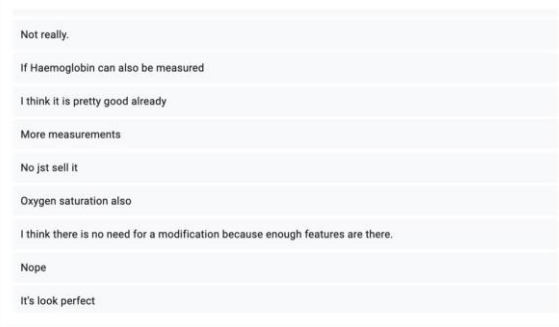 Not really.
If Haemoglobin can also be measured
I think it is pretty good already
More measurements
No jst sell it
Oxygen saturation also
I think there is no need for a modification because enough features are there.
Nope
It's look perfect